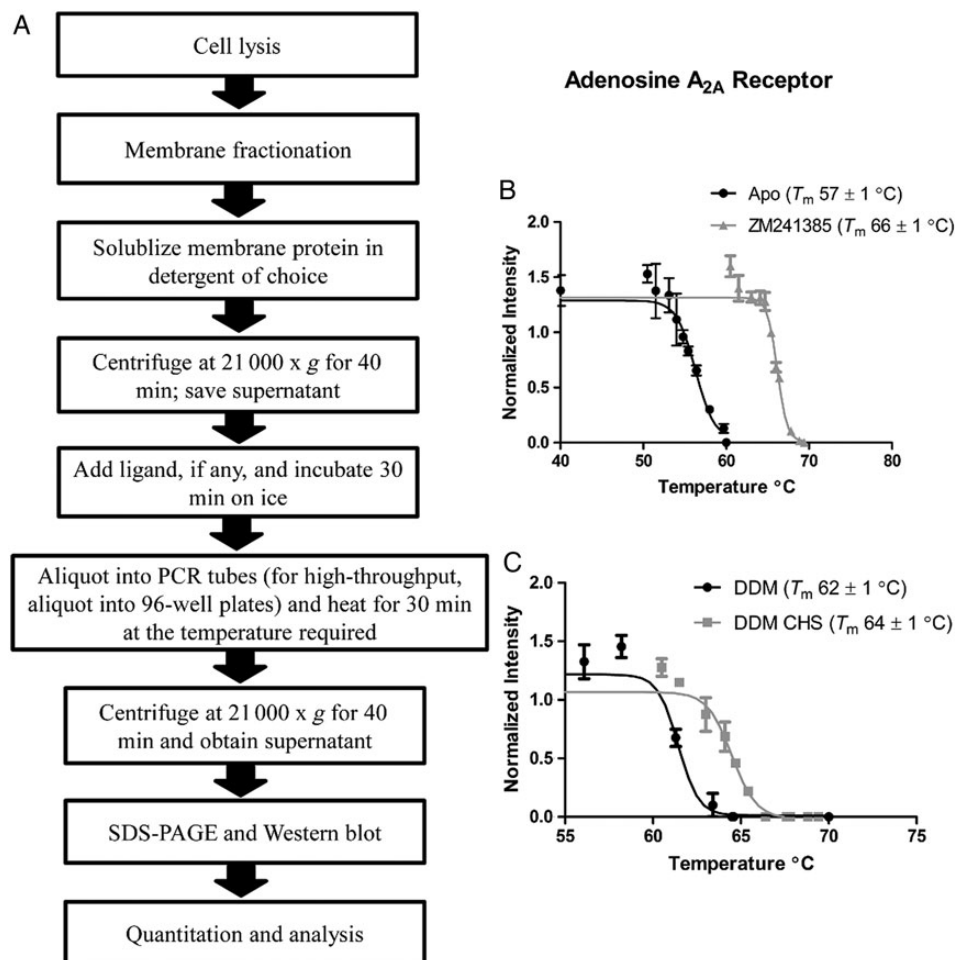 A
Cell lysis
Membrane fractionation
Solublize membrane protein in
detergent of choice
Centrifuge at 21 000 x g for 40
min; save supernatant
Add ligand, if any, and incubate 30
min on ice
Aliquot into PCR tubes (for high-throughput,
aliquot into 96-well plates) and heat for 30 min
at the temperature required
Centrifuge at 21 000 x g for 40
min and obtain supernatant
SDS-PAGE and Western blot
Quantitation and analysis
Adenosine A2A Receptor
B
Apo (Tm 57 ± 1 °C)
ZM241385 (Tm 66 ± 1 °C)
Normalized Intensity
2.0
1.5
1.0
0.5
0.0
40
50
60
70
80
Temperature °C
C
DDM (Tm 62 ± 1 °C)
DDM CHS (Tm 64 ± 1 °C)
Normalized Intensity
2.0
1.5
1.0
0.5
0.0
55
60
65
70
75
Temperature °C